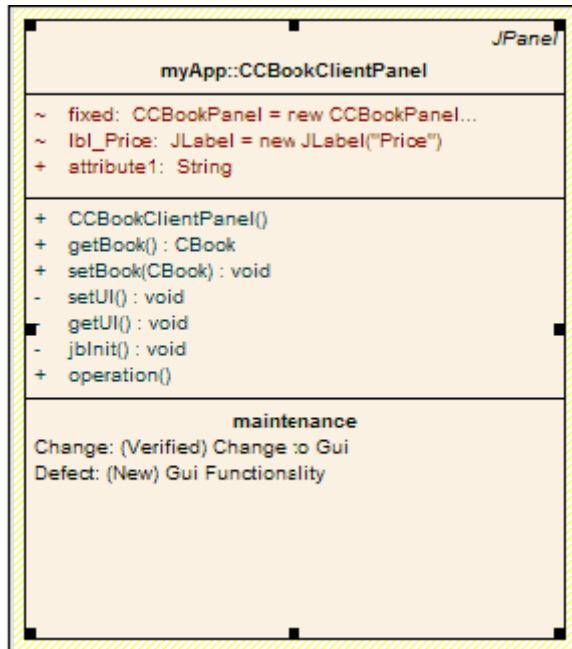 JPanel
myApp::CCBookClientPanel
~ fixed: CCBookPanel = new CCBookPanel...
~ lbl_Price: JLabel = new JLabel("Price")
+ attribute1: String
+ CCBookClientPanel()
+ getBook() : CBook
+ setBook(CBook) : void
- setUI() : void
- getUI() : void
- jbInit() : void
+ operation()
maintenance
Change: (Verified) Change to Gui
Defect: (New) Gui Functionality